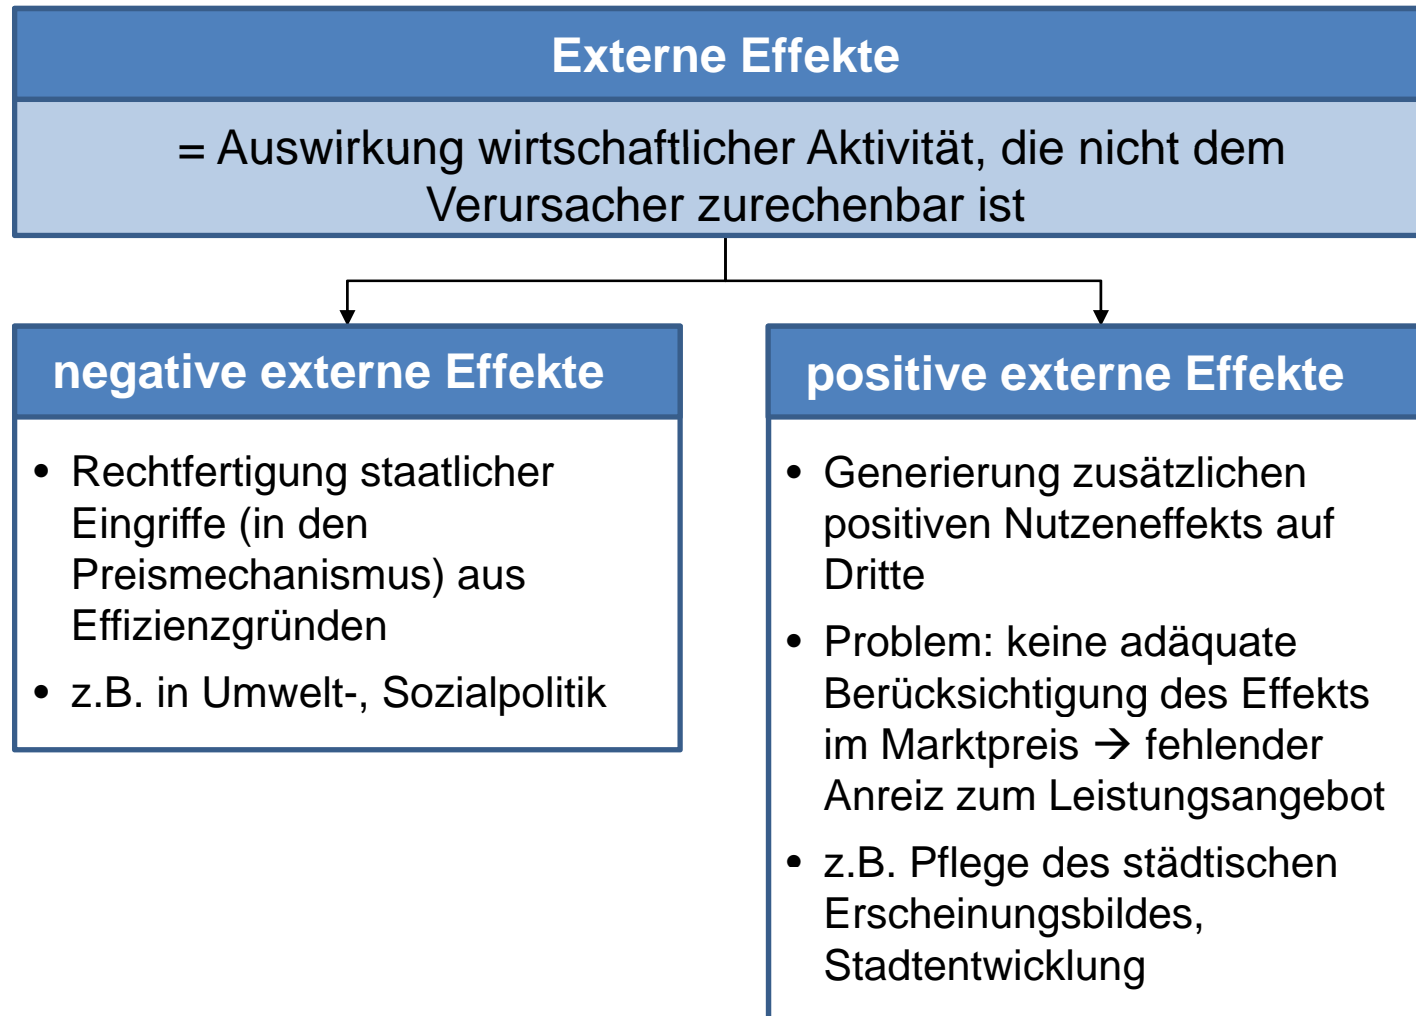 Externe Effekte
= Auswirkung wirtschaftlicher Aktivität, die nicht dem
Verursacher zurechenbar ist
negative externe Effekte
• Rechtfertigung staatlicher
Eingriffe (in den
Preismechanismus) aus
Effizienzgründen
• z.B. in Umwelt-, Sozialpolitik
positive externe Effekte
• Generierung zusätzlichen
positiven Nutzeneffekts auf
Dritte
• Problem: keine adäquate
Berücksichtigung des Effekts
im Marktpreis → fehlender
Anreiz zum Leistungsangebot
• z.B. Pflege des städtischen
Erscheinungsbildes,
Stadtentwicklung